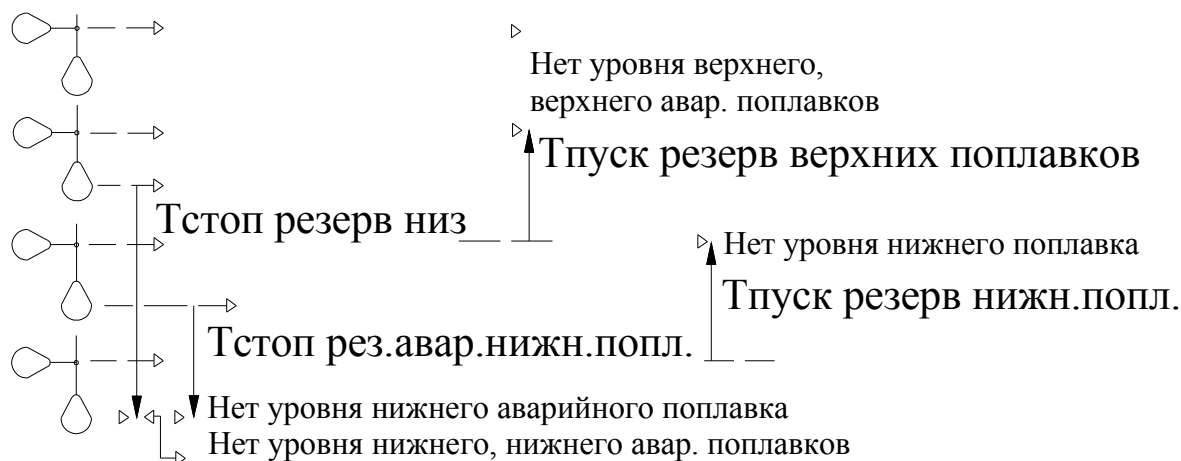 Нет уровня верхнего,
верхнего авар. поплавков
Тпуск резерв верхних поплавков
Тстоп резерв низ
Нет уровня нижнего поплавка
Тпуск резерв нижн.попл.
Тстоп рез.авар.нижн.попл.
Нет уровня нижнего аварийного поплавка
Нет уровня нижнего, нижнего авар. поплавков